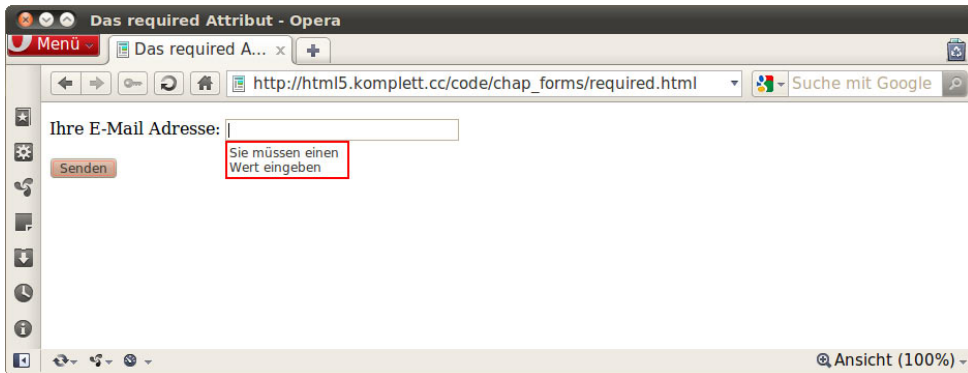 Das required Attribut - Opera
Menü
Das required A...
http://html5.komplett.cc/code/chap_forms/required.html
Suche mit Google
Ihre E-Mail Adresse:
Sie müssen einen
Wert eingeben
Senden
Ansicht (100%)